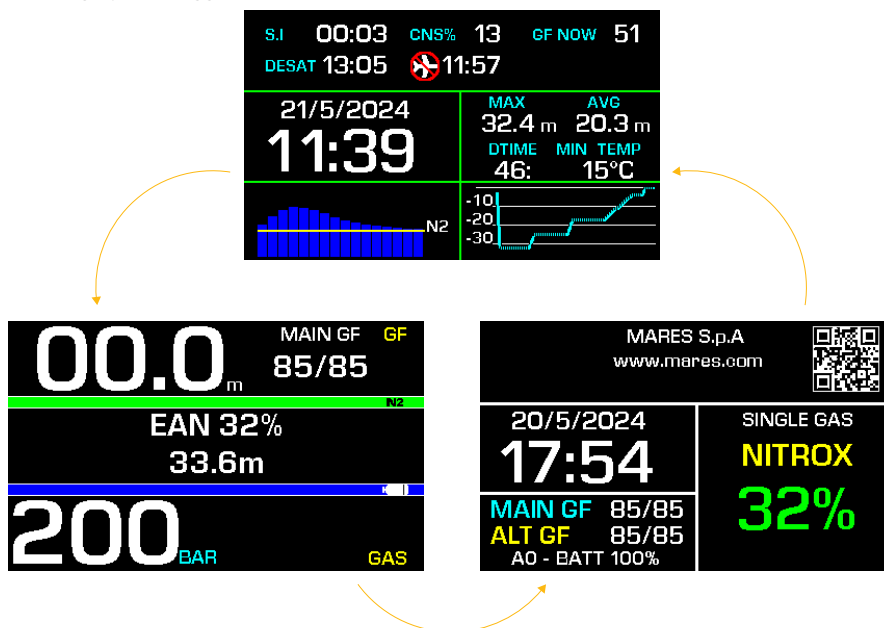 S.I 00:03 CNS% 13 GF NOW 51
DESAT 13:05 11:57
21/5/2024
11:39
MAX AVG
32.4 m 20.3 m
DTIME MIN TEMP
46: 15°C
N2
-10
-20
-30
00.0 m
MAIN GF GF
85/85
N2
EAN 32%
33.6m
200 BAR
GAS
MARES S.p.A
www.mares.com
20/5/2024
17:54
MAIN GF 85/85
ALT GF 85/85
A0 - BATT 100%
SINGLE GAS
NITROX
32%